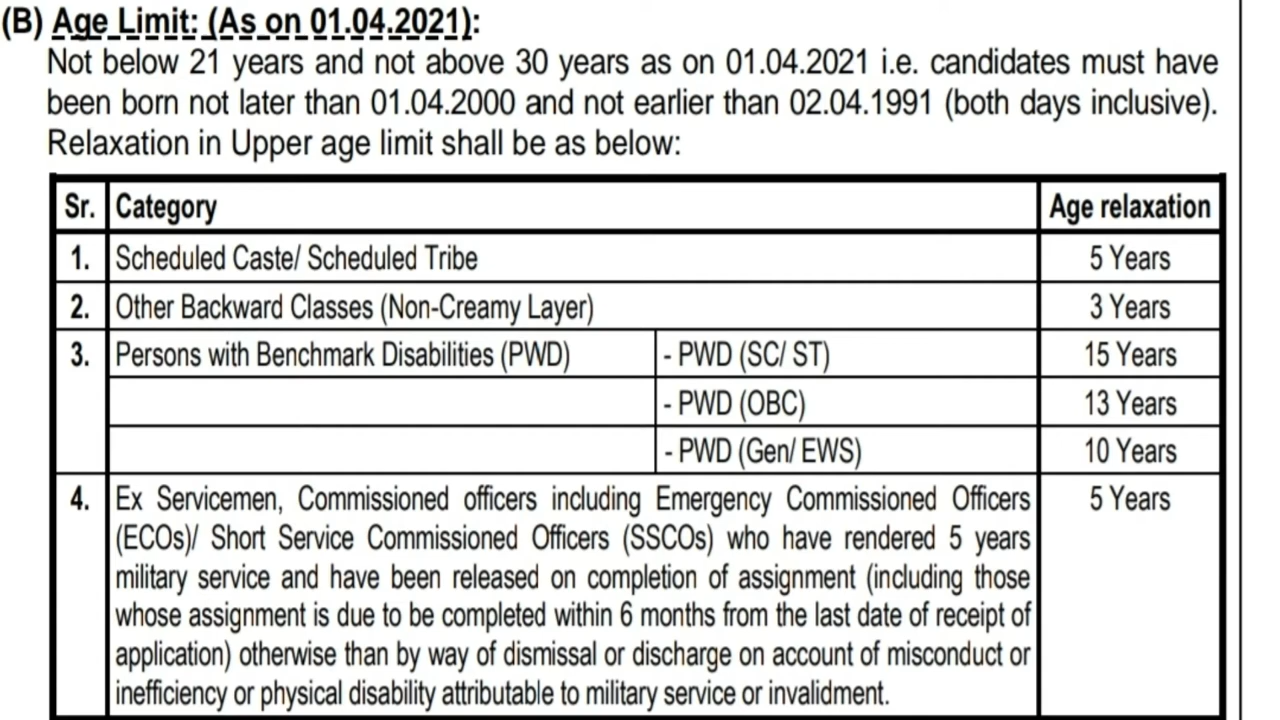 (B) Age Limit: (As on 01.04.2021):
Not below 21 years and not above 30 years as on 01.04.2021 i.e. candidates must have
been born not later than 01.04.2000 and not earlier than 02.04.1991 (both days inclusive).
Relaxation in Upper age limit shall be as below:
Sr. Category Age relaxation
1. Scheduled Caste/ Scheduled Tribe 5 Years
2. Other Backward Classes (Non-Creamy Layer) 3 Years
3. Persons with Benchmark Disabilities (PWD) - PWD (SC/ ST) 15 Years
- PWD (OBC) 13 Years
- PWD (Gen/ EWS) 10 Years
4. Ex Servicemen, Commissioned officers including Emergency Commissioned Officers 5 Years
(ECOs)/ Short Service Commissioned Officers (SSCOs) who have rendered 5 years
military service and have been released on completion of assignment (including those
whose assignment is due to be completed within 6 months from the last date of receipt of
application) otherwise than by way of dismissal or discharge on account of misconduct or
inefficiency or physical disability attributable to military service or invalidment.